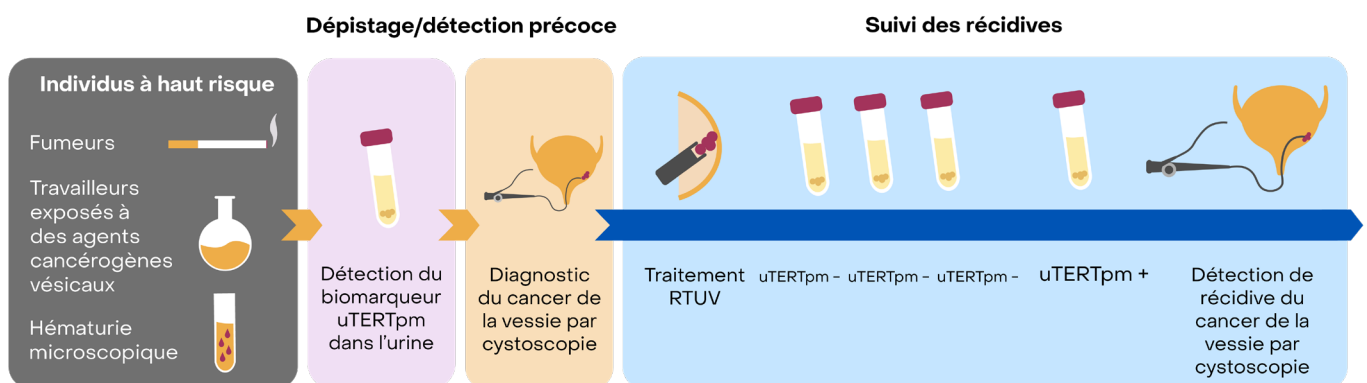 Dépistage/détection précoce
Suivi des récidives
Individus à haut risque
Fumeurs
Travailleurs
exposés à
des agents
cancérogènes
vésicaux
Hématurie
microscopique
Détection du
biomarqueur
uTERTpm
dans l'urine
Diagnostic
du cancer de
la vessie par
cystoscopie
Traitement
RTUV
uTERTpm – uTERTpm – uTERTpm –
uTERTpm +
Détection de
récidive du
cancer de la
vessie par
cystoscopie